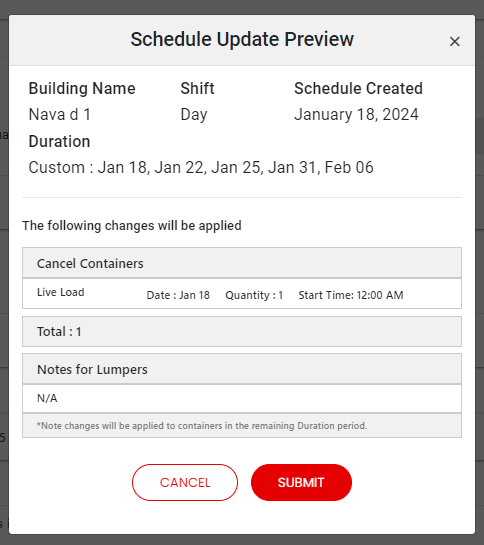 Schedule Update Preview ×
Building Name Shift Schedule Created
Nava d 1 Day January 18, 2024
Duration
Custom : Jan 18, Jan 22, Jan 25, Jan 31, Feb 06
The following changes will be applied
Cancel Containers
Live Load Date : Jan 18 Quantity : 1 Start Time: 12:00 AM
Total : 1
Notes for Lumpers
N/A
*Note changes will be applied to containers in the remaining Duration period.
CANCEL SUBMIT